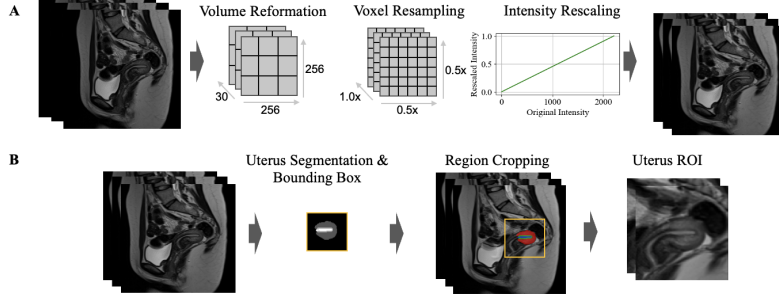 A
Volume Reformation
Voxel Resampling
Intensity Rescaling
30
256
256
1.0x
0.5x
0.5x
Rescaled Intensity
1.0
0.5
0.0
0
1000
2000
Original Intensity
B
Uterus Segmentation &
Bounding Box
Region Cropping
Uterus ROI